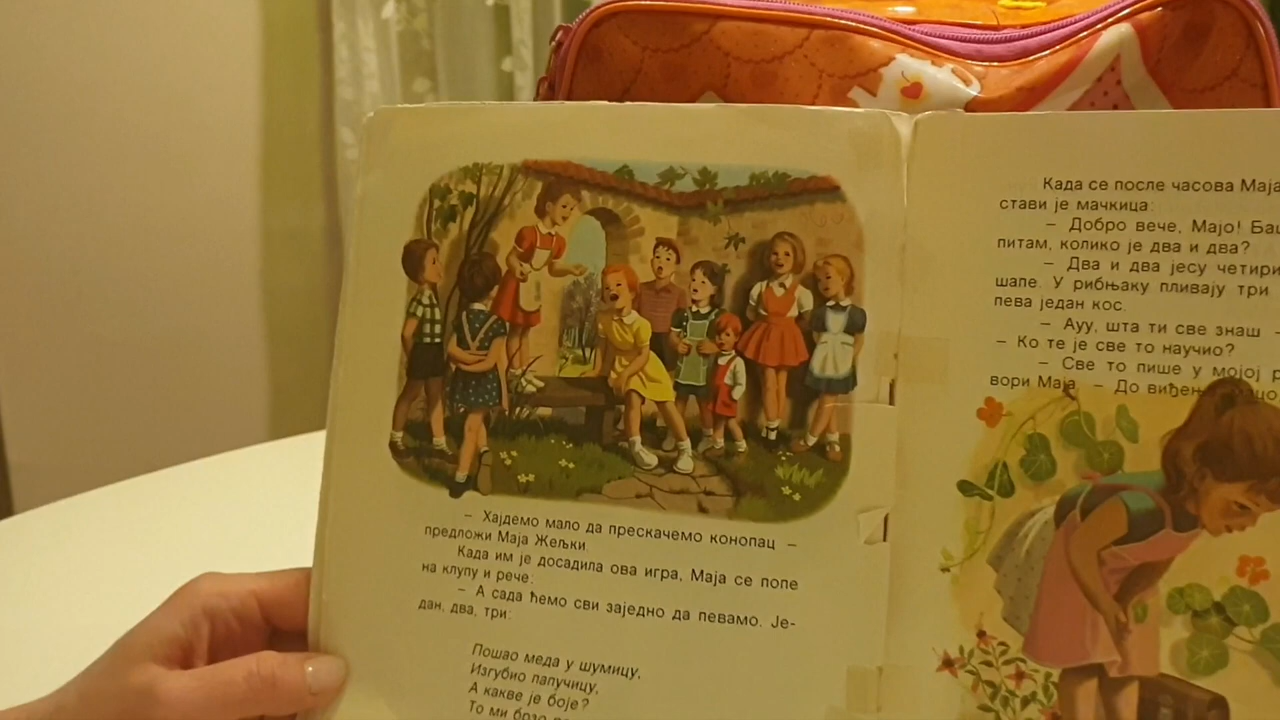 – Хајдемо мало да прескачемо конопац –
предложи Маја Жељки.
Када им је досадила ова игра, Маја се попе
на клупу и рече:
– А сада ћемо сви заједно да певамо. Је-
дан, два, три:
Пошао меда у шумицу,
Изгубио папучицу,
А какве је боје?
То ми брзо
Када се после часова Маја
стави је мачкица:
– Добро вече, Мајо!
питам, колико је два и два?
– Два и два јесу четири
шапе. У рибњаку пливају три
пева један кос.
– Ауу, шта ти све знаш –
– Ко те је све то научио?
– Све то пише у мојој
вори Маја. – До виђења